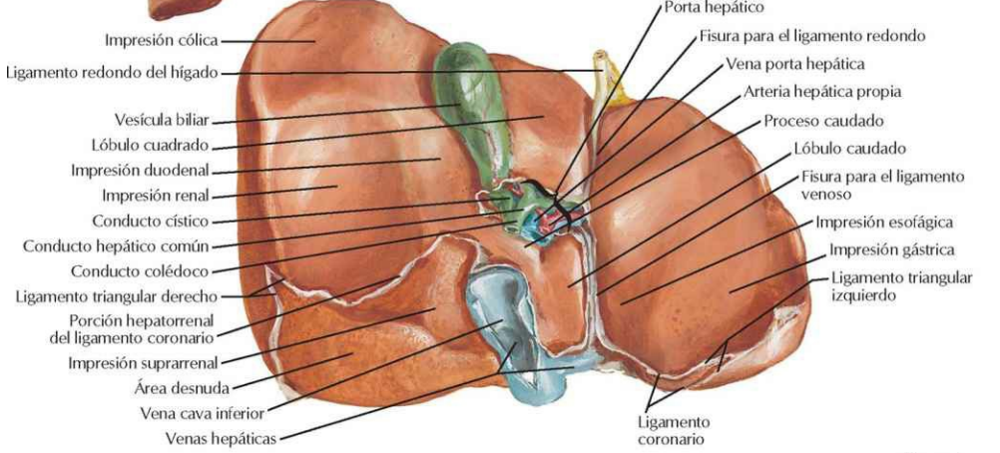 Impresión cólica
Ligamento redondo del hígado
Vesícula biliar
Lóbulo cuadrado
Impresión duodenal
Impresión renal
Conducto cístico
Conducto hepático común
Conducto colédoco
Ligamento triangular derecho
Porción hepatorrenal
del ligamento coronario
Impresión suprarrenal
Área desnuda
Vena cava inferior
Venas hepáticas
Porta hepático
Fisura para el ligamento redondo
Vena porta hepática
Arteria hepática propia
Proceso caudado
Lóbulo caudado
Fisura para el ligamento
venoso
Impresión esofágica
Impresión gástrica
Ligamento triangular
izquierdo
Ligamento
coronario